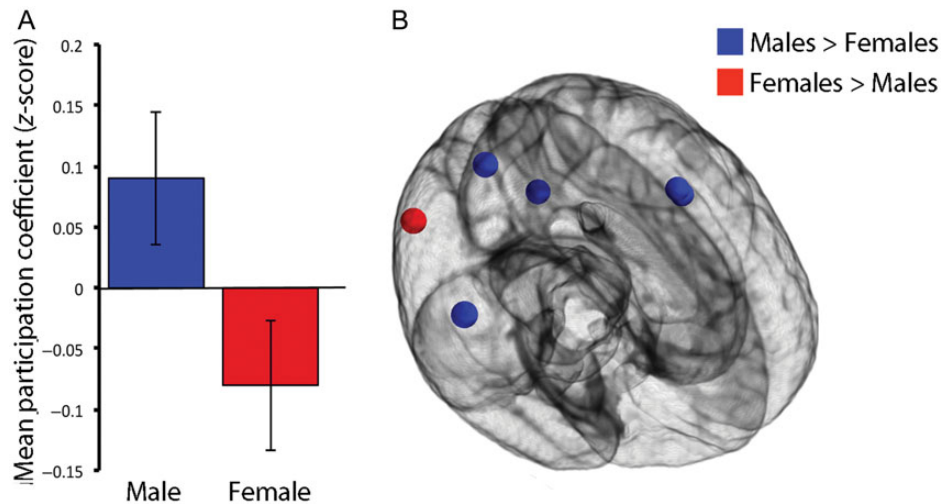 A
Mean participation coefficient (z-score)
0.2
0.15
0.1
0.05
0
−0.05
−0.1
−0.15
Male Female
B
Males > Females
Females > Males